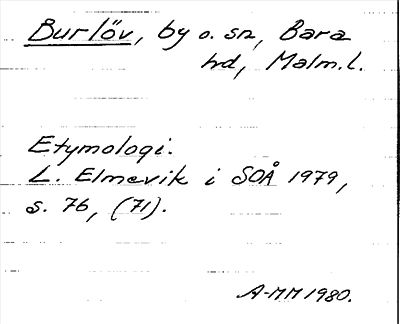 Burlöv, by o. sn, Bara
hd, Malm.l.
Etymologi.
L. Elmevik i SOÅ 1979,
s. 76, (71).
A-MM 1980.